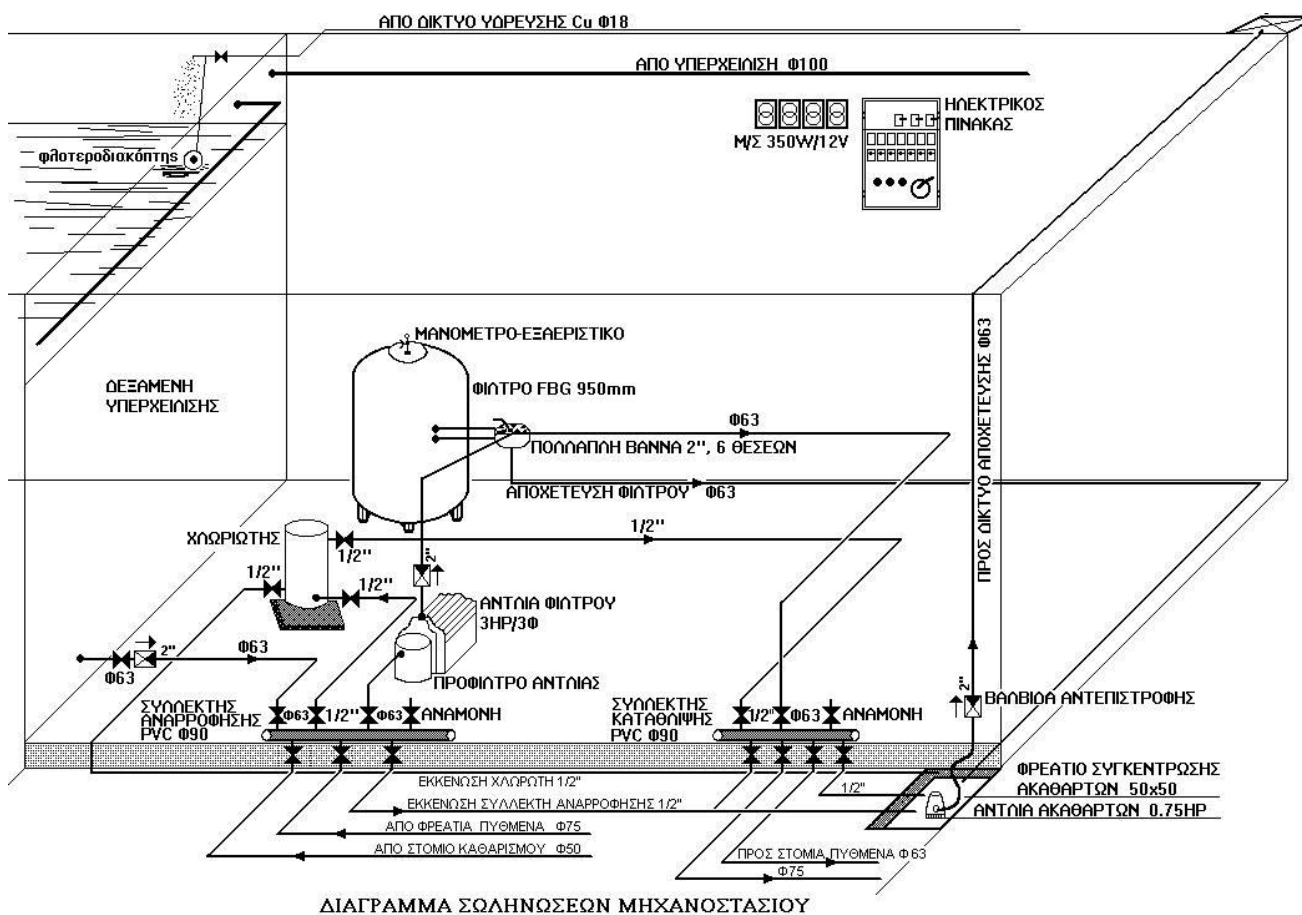 ΑΠΟ ΔΙΚΤΥΟ ΥΔΡΕΥΣΗΣ Cu Φ18
ΑΠΟ ΥΠΕΡΧΕΙΛΙΣΗ Φ100
ΗΛΕΚΤΡΙΚΟΣ
ΠΙΝΑΚΑΣ
Μ/Σ 350W/12V
φλοτεροδιακόπτης
ΜΑΝΟΜΕΤΡΟ-ΕΞΑΕΡΙΣΤΙΚΟ
ΔΕΞΑΜΕΝΗ
ΥΠΕΡΧΕΙΛΙΣΗΣ
ΦΙΛΤΡΟ FBG 950mm
Φ63
ΠΟΛΛΑΠΛΗ ΒΑΝΝΑ 2", 6 ΘΕΣΕΩΝ
ΑΠΟΧΕΤΕΥΣΗ ΦΙΛΤΡΟΥ Φ63
ΠΡΟΣ ΔΙΚΤΥΟ ΑΠΟΧΕΤΕΥΣΗΣ Φ63
ΧΛΩΡΙΩΤΗΣ
1/2"
1/2"
2"
1/2"
1/2"
ΑΝΤΛΙΑ ΦΙΛΤΡΟΥ
3HP/3Φ
Φ63
2"
Φ63
ΠΡΟΦΙΛΤΡΟ ΑΝΤΛΙΑΣ
2"
ΒΑΛΒΙΔΑ ΑΝΤΕΠΙΣΤΡΟΦΗΣ
ΣΥΛΛΕΚΤΗΣ
ΑΝΑΡΡΟΦΗΣΗΣ
PVC Φ90
Φ63
1/2"
Φ63
ΑΝΑΜΟΝΗ
ΣΥΛΛΕΚΤΗΣ
ΚΑΤΑΘΛΙΨΗΣ
PVC Φ90
1/2"
Φ63
ΑΝΑΜΟΝΗ
ΕΚΚΕΝΩΣΗ ΧΛΩΡΩΤΗ 1/2"
1/2"
ΦΡΕΑΤΙΟ ΣΥΓΚΕΝΤΡΩΣΗΣ
ΑΚΑΘΑΡΤΩΝ 50x50
ΕΚΚΕΝΩΣΗ ΣΥΛΛΕΚΤΗ ΑΝΑΡΡΟΦΗΣΗΣ 1/2"
ΑΝΤΛΙΑ ΑΚΑΘΑΡΤΩΝ 0.75HP
ΑΠΟ ΦΡΕΑΤΙΑ ΠΥΘΜΕΝΑ Φ75
ΑΠΟ ΣΤΟΜΙΟ ΚΑΘΑΡΙΣΜΟΥ Φ50
ΠΡΟΣ ΣΤΟΜΙΑ ΠΥΘΜΕΝΑ Φ63
Φ75
ΔΙΑΓΡΑΜΜΑ ΣΩΛΗΝΩΣΕΩΝ ΜΗΧΑΝΟΣΤΑΣΙΟΥ